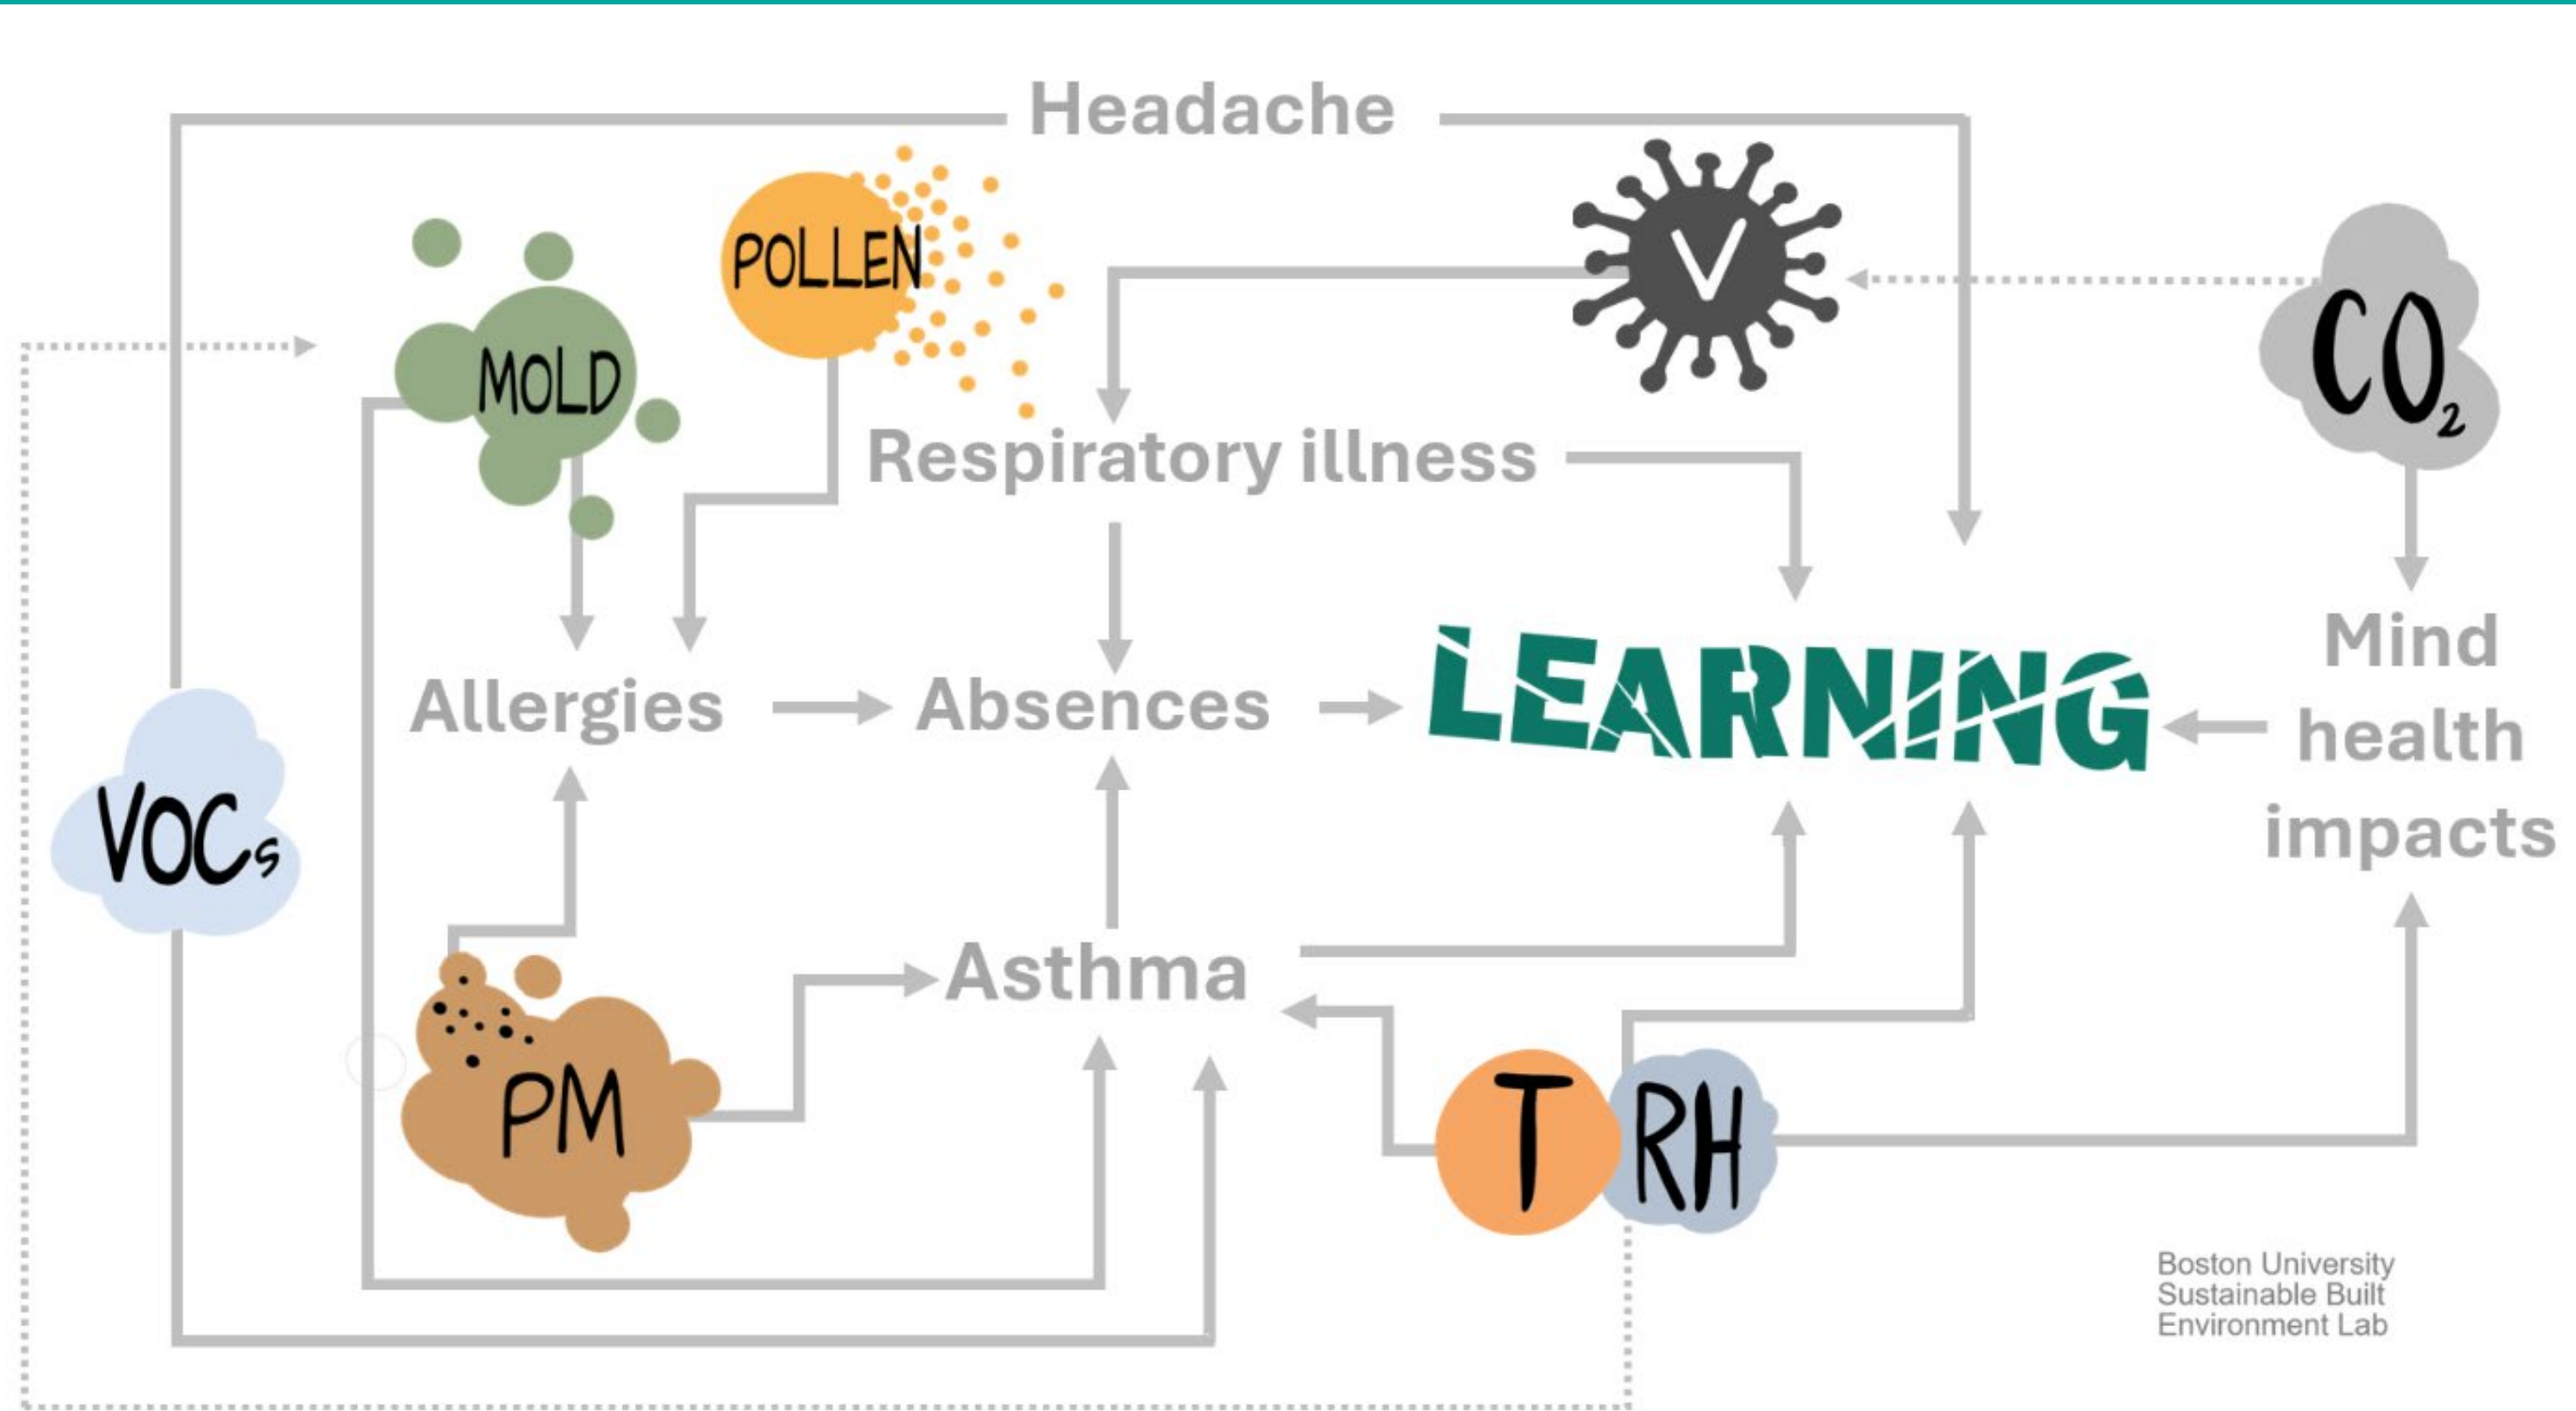 Headache
POLLEN
V
CO₂
MOLD
Respiratory illness
Mind
health
impacts
Allergies
Absences
LEARNING
VOCs
Asthma
PM
T
RH
Boston University
Sustainable Built
Environment Lab